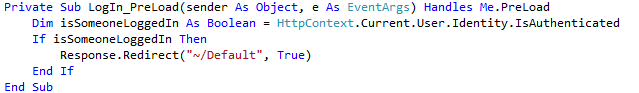 Private Sub LogIn_PreLoad(sender As Object, e As EventArgs) Handles Me.PreLoad
    Dim isSomeoneLoggedIn As Boolean = HttpContext.Current.User.Identity.IsAuthenticated
    If isSomeoneLoggedIn Then
        Response.Redirect("~/Default", True)
    End If
End Sub